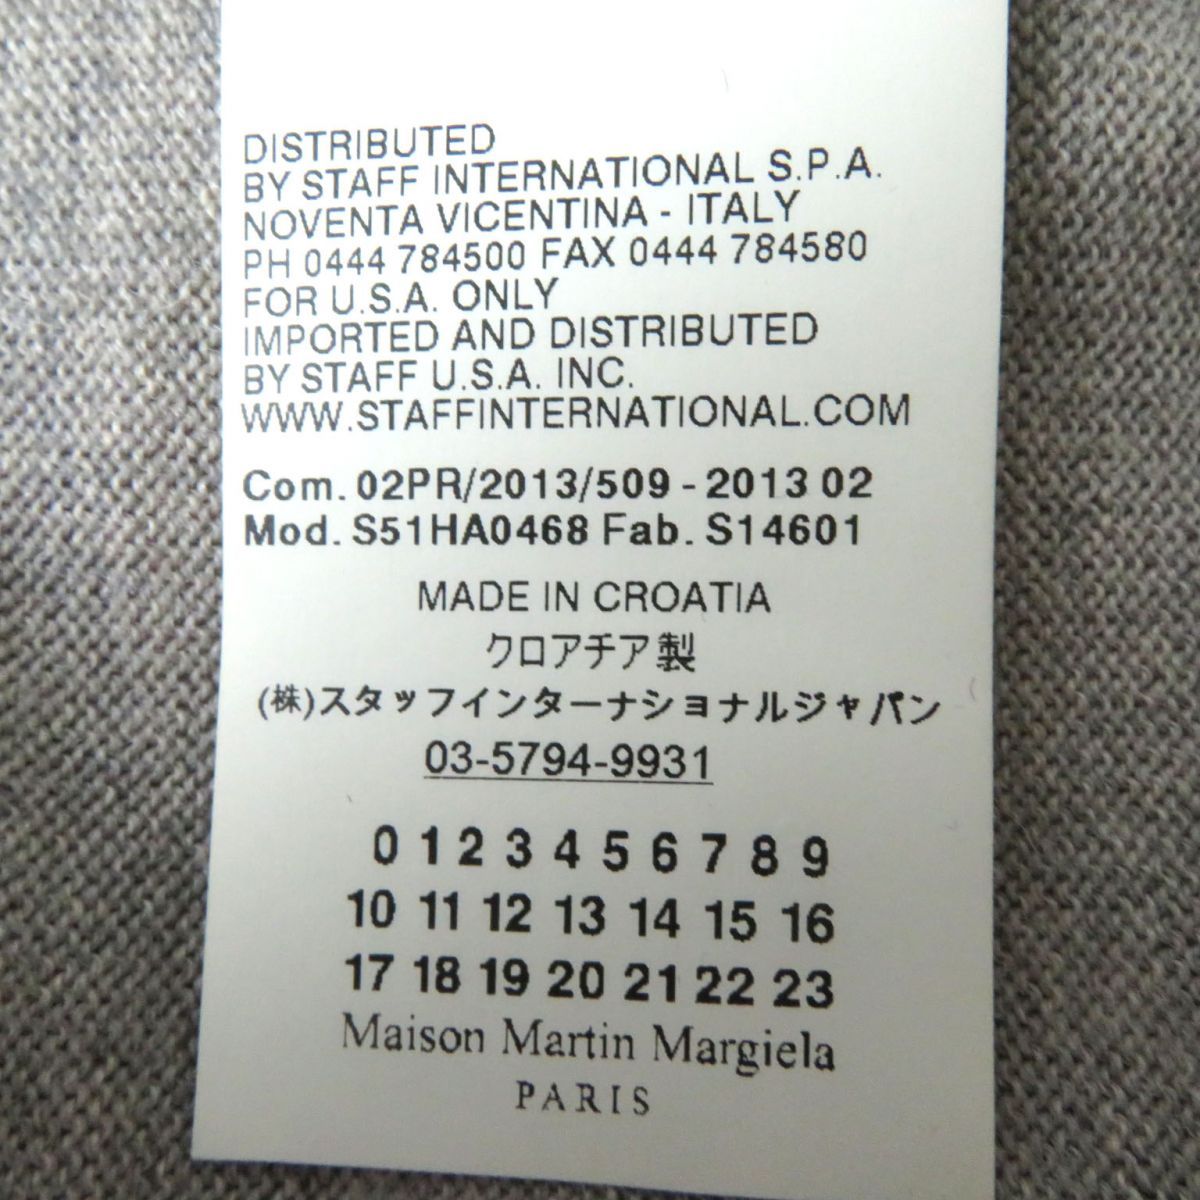 DISTRIBUTED
BY STAFF INTERNATIONAL S.P.A.
NOVENTA VICENTINA - ITALY
PH 0444 784500 FAX 0444 784580
FOR U.S.A. ONLY
IMPORTED AND DISTRIBUTED
BY STAFF U.S.A. INC.
WWW.STAFFINTERNATIONAL.COM
Com. 02PR/2013/509 - 2013 02
Mod. S51HA0468 Fab. S14601
MADE IN CROATIA
クロアチア製
(株)スタッフインターナショナルジャパン
03-5794-9931
0 1 2 3 4 5 6 7 8 9
10 11 12 13 14 15 16
17 18 19 20 21 22 23
Maison Martin Margiela
PARIS